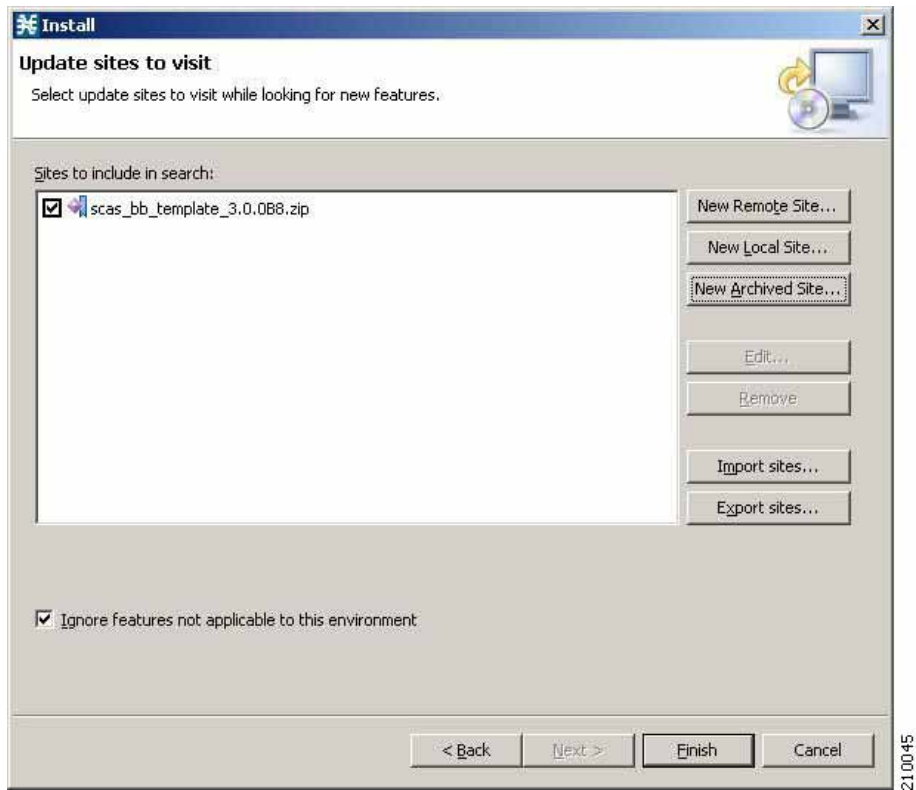 Install
Update sites to visit
Select update sites to visit while looking for new features.
Sites to include in search:
scas_bb_template_3.0.0B8.zip
New Remote Site...
New Local Site...
New Archived Site...
Edit...
Remove
Import sites...
Export sites...
Ignore features not applicable to this environment
< Back
Next >
Finish
Cancel
210045